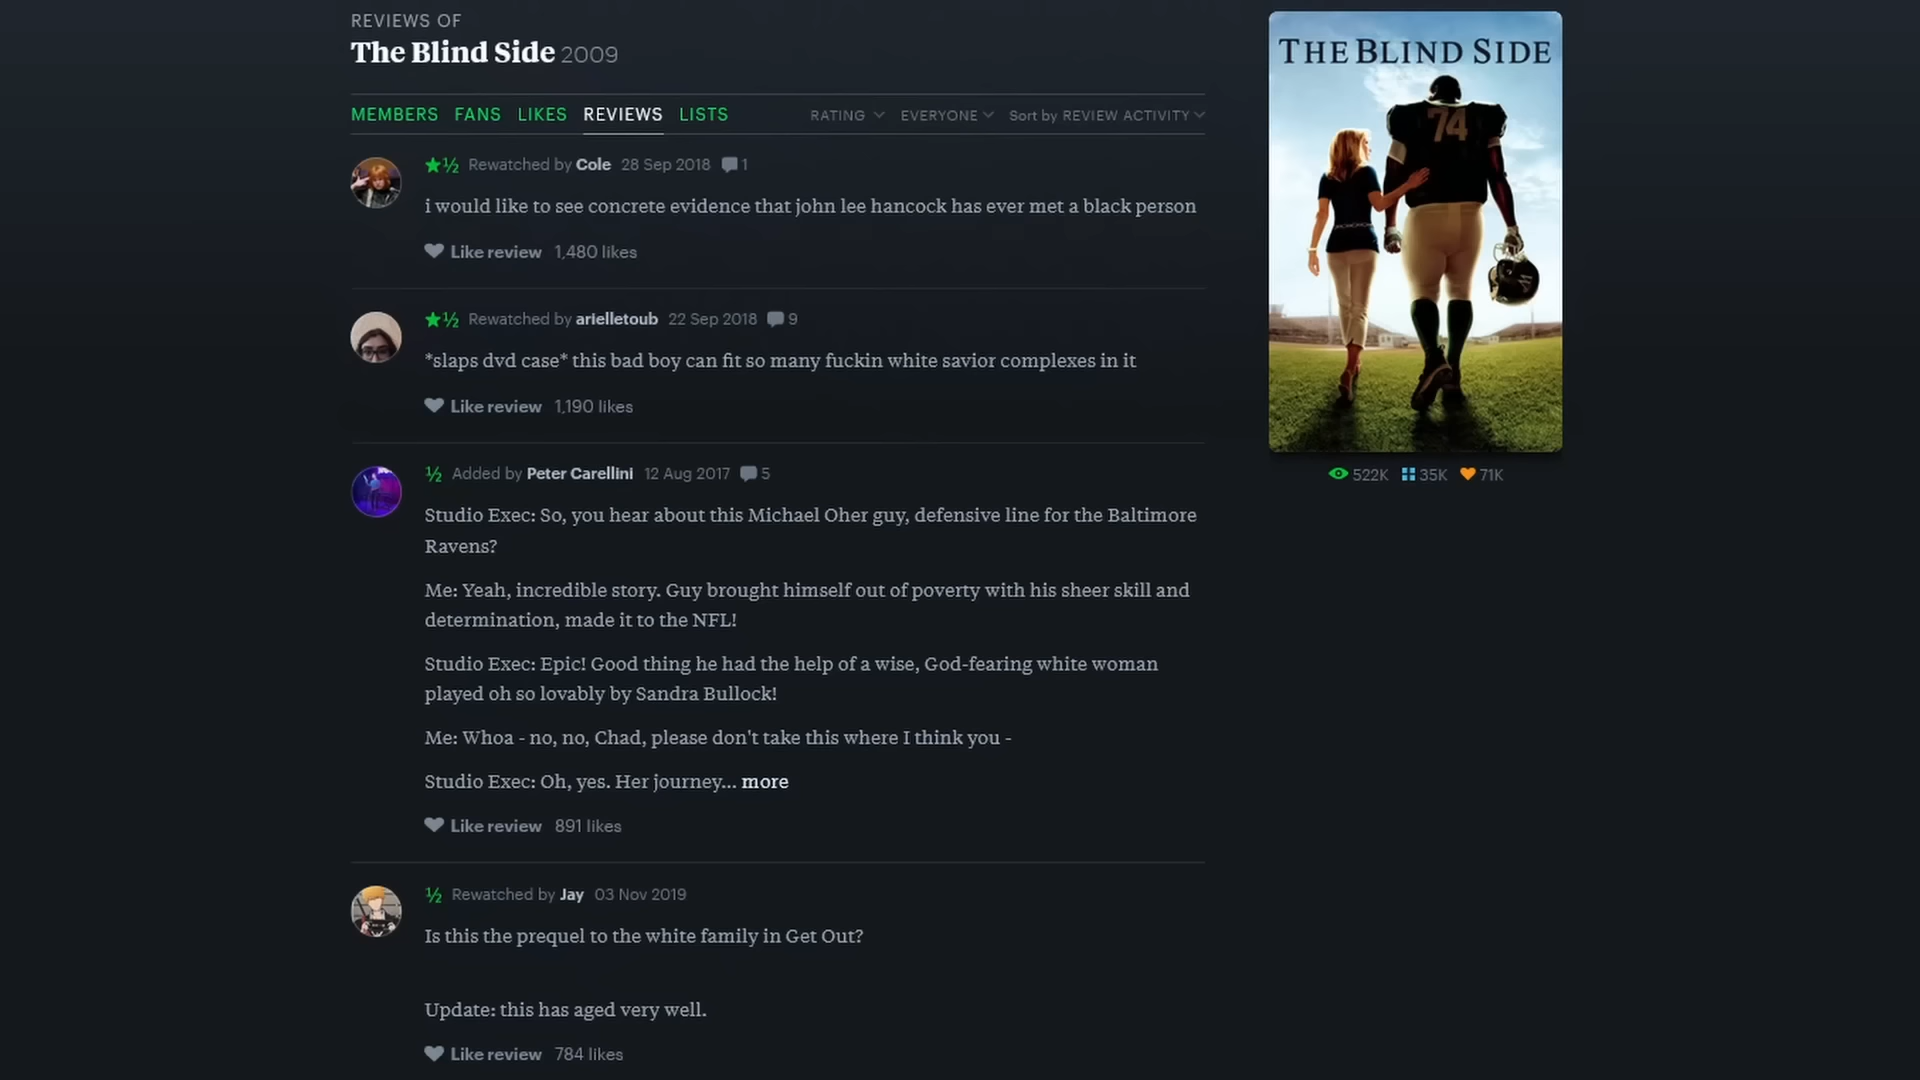 REVIEWS OF
The Blind Side 2009
MEMBERS FANS LIKES REVIEWS LISTS RATING EVERYONE Sort by REVIEW ACTIVITY
★½ Rewatched by Cole 28 Sep 2018 1
i would like to see concrete evidence that john lee hancock has ever met a black person
Like review 1,480 likes
★½ Rewatched by arielletoub 22 Sep 2018 9
*slaps dvd case* this bad boy can fit so many fuckin white savior complexes in it
Like review 1,190 likes
½ Added by Peter Carellini 12 Aug 2017 5
Studio Exec: So, you hear about this Michael Oher guy, defensive line for the Baltimore
Ravens?
Me: Yeah, incredible story. Guy brought himself out of poverty with his sheer skill and
determination, made it to the NFL!
Studio Exec: Epic! Good thing he had the help of a wise, God-fearing white woman
played oh so lovably by Sandra Bullock!
Me: Whoa - no, no, Chad, please don't take this where I think you -
Studio Exec: Oh, yes. Her journey... more
Like review 891 likes
½ Rewatched by Jay 03 Nov 2019
Is this the prequel to the white family in Get Out?
Update: this has aged very well.
Like review 784 likes
THE BLIND SIDE
74
522K 35K 71K